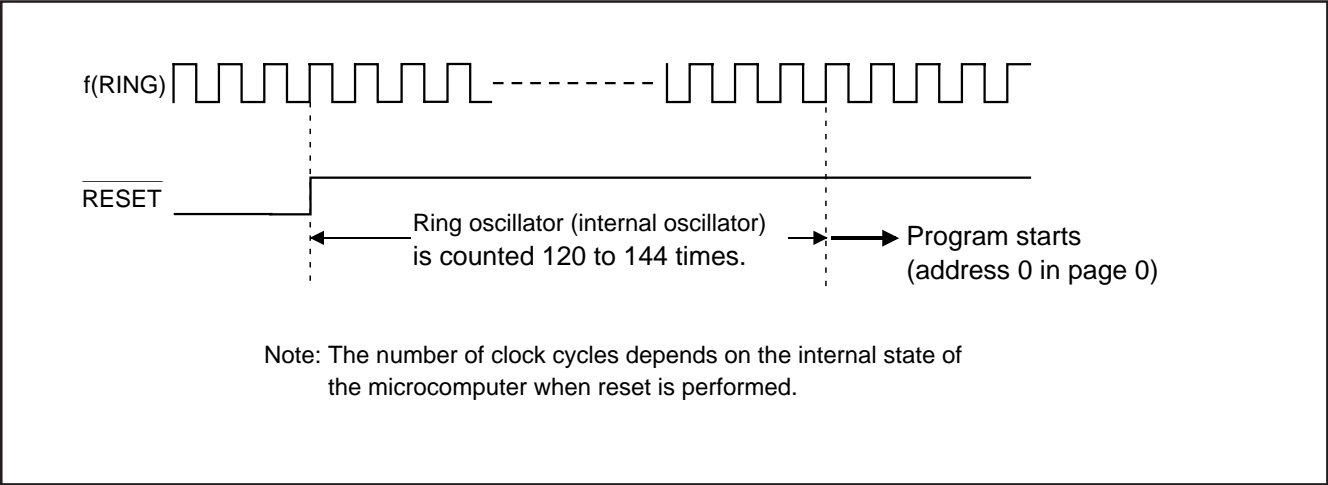 f(RING)
RESET
Ring oscillator (internal oscillator)
is counted 120 to 144 times.
Program starts
(address 0 in page 0)
Note: The number of clock cycles depends on the internal state of
the microcomputer when reset is performed.